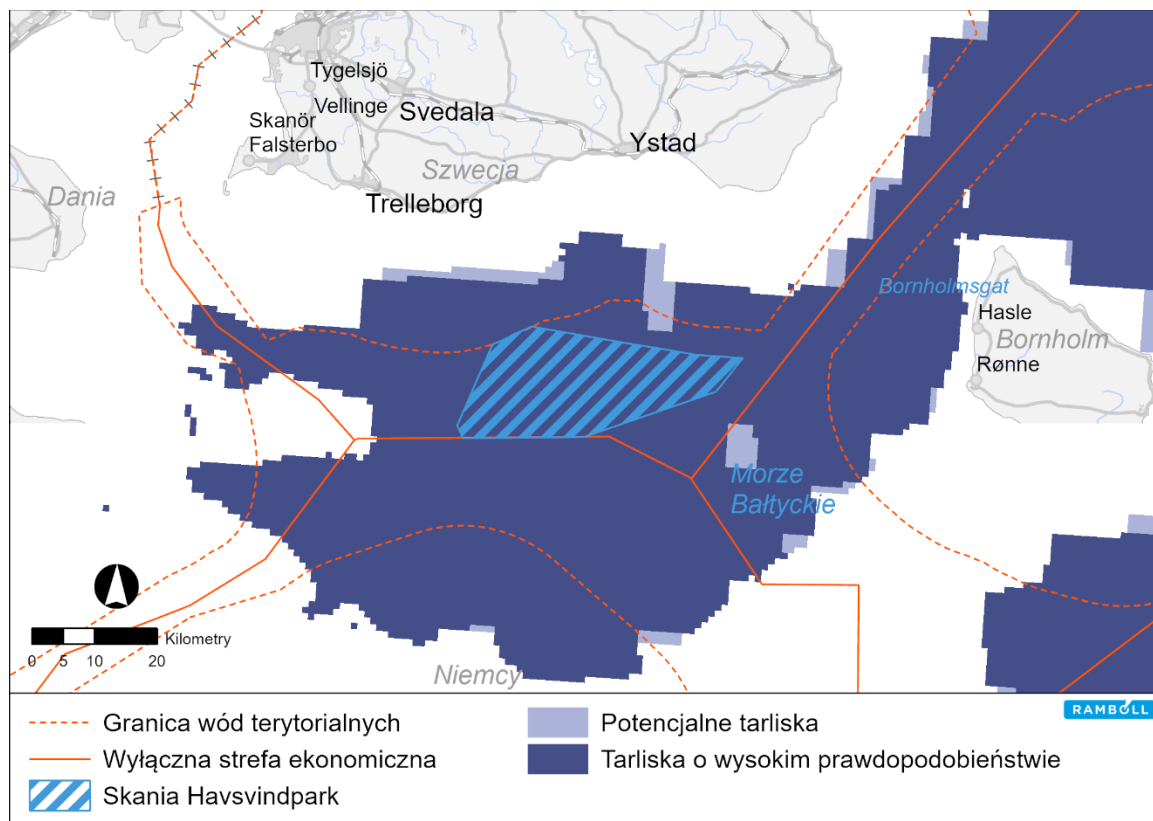 Tygelsjö
Vellinge
Svedala
Skanör
Falsterbo
Ystad
Szwecja
Dania
Trelleborg
Bornholmsgat
Hasle
Bornholm
Rønne
Morze
Bałtyckie
Kilometry
0 5 10 20
Niemcy
RAMBOLL
Granica wód terytorialnych
Wyłączna strefa ekonomiczna
Skania Havsvindpark
Potencjalne tarliska
Tarliska o wysokim prawdopodobieństwie